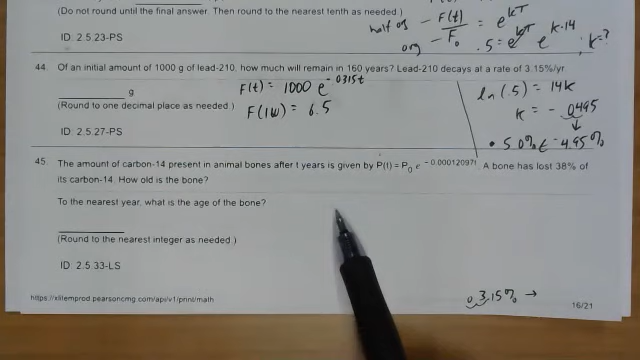 (Do not round until the final answer. Then round to the nearest tenth as needed.)
half of - F(t) / F₀ = e^kT
org -
ID: 2.5.23-PS
.5 = e^kT e^k·14 ; k=?
44. Of an initial amount of 1000 g of lead-210, how much will remain in 160 years? Lead-210 decays at a rate of 3.15%/yr.
g
F(t) = 1000 e^-.0315t
ln(.5) = 14k
(Round to one decimal place as needed.)
F(160) = 6.5
k = -.0495
ID: 2.5.27-PS
-4.95%
45. The amount of carbon-14 present in animal bones after t years is given by P(t) = P₀ e^-0.00012097t. A bone has lost 38% of
its carbon-14. How old is the bone?
To the nearest year, what is the age of the bone?
(Round to the nearest integer as needed.)
ID: 2.5.33-LS
0 3.15% →
https://xlitemprod.pearsoncmg.com/api/v1/print/math
16/21